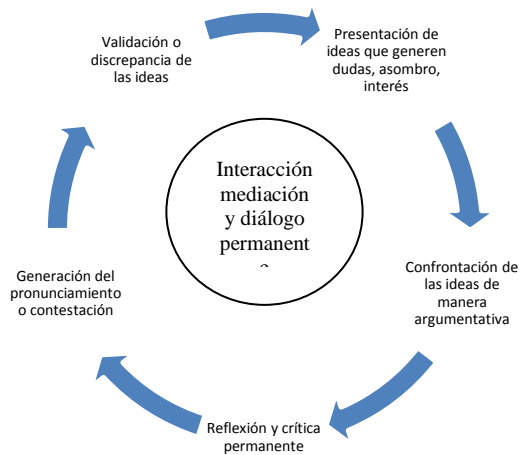 Validación o
discrepancia de
las ideas
Presentación de
ideas que generen
dudas, asombro,
interés
Interacción
mediación
y diálogo
permanent
Confrontación de
las ideas de
manera
argumentativa
Generación del
pronunciamiento
o contestación
Reflexión y crítica
permanente